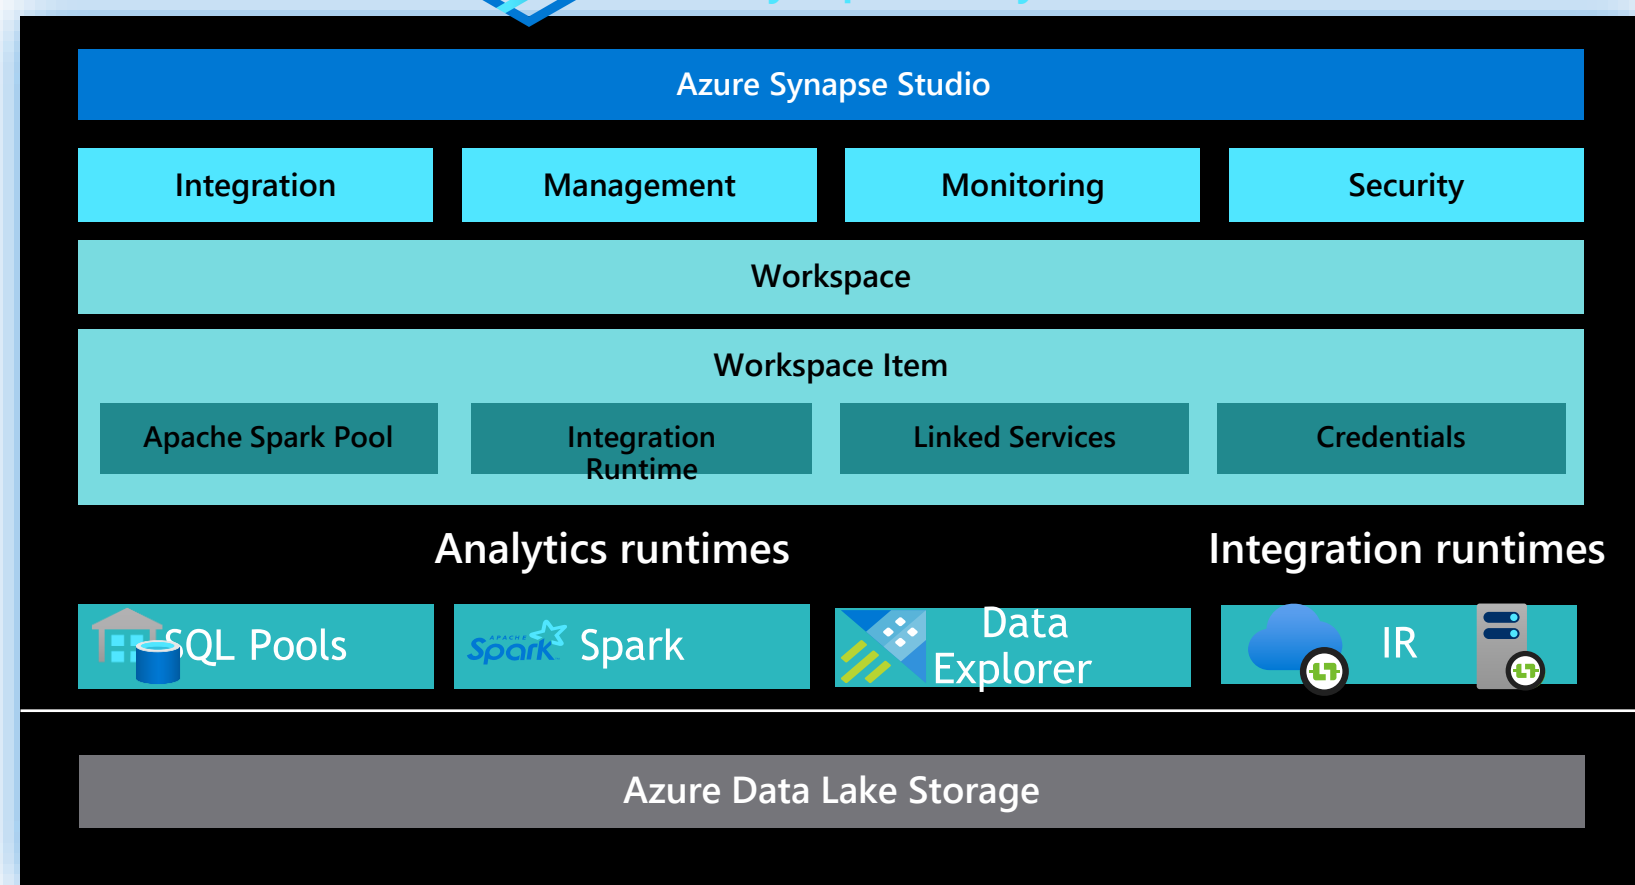 Azure Synapse Studio
Integration
Management
Monitoring
Security
Workspace
Workspace Item
Apache Spark Pool
Integration
Runtime
Linked Services
Credentials
Analytics runtimes
Integration runtimes
SQL Pools
APACHE
Spark
Spark
Data
Explorer
IR
Azure Data Lake Storage